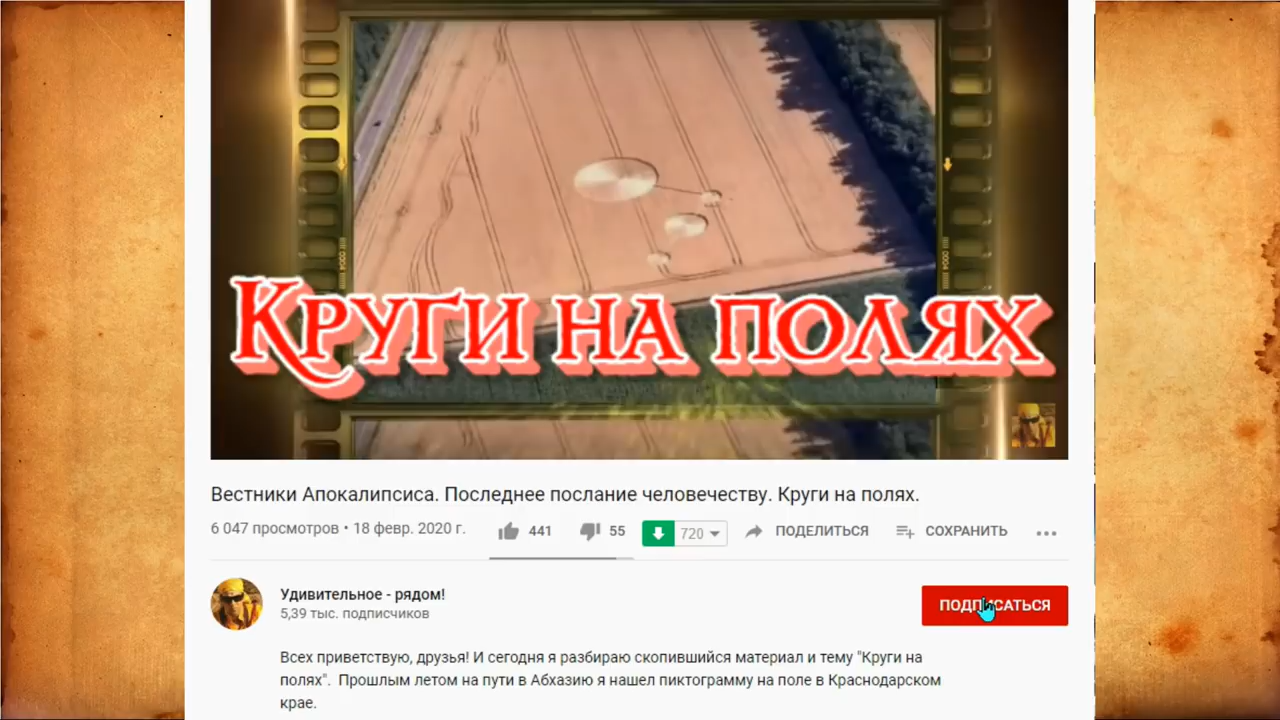 Круги на полях
Вестники Апокалипсиса. Последнее послание человечеству. Круги на полях.
6 047 просмотров • 18 февр. 2020 г.
441
55
720
ПОДЕЛИТЬСЯ
СОХРАНИТЬ
Удивительное - рядом!
ПОДПИСАТЬСЯ
5,39 тыс. подписчиков
Всех приветствую, друзья! И сегодня я разбираю скопившийся материал и тему "Круги на
полях". Прошлым летом на пути в Абхазию я нашел пиктограмму на поле в Краснодарском
крае.